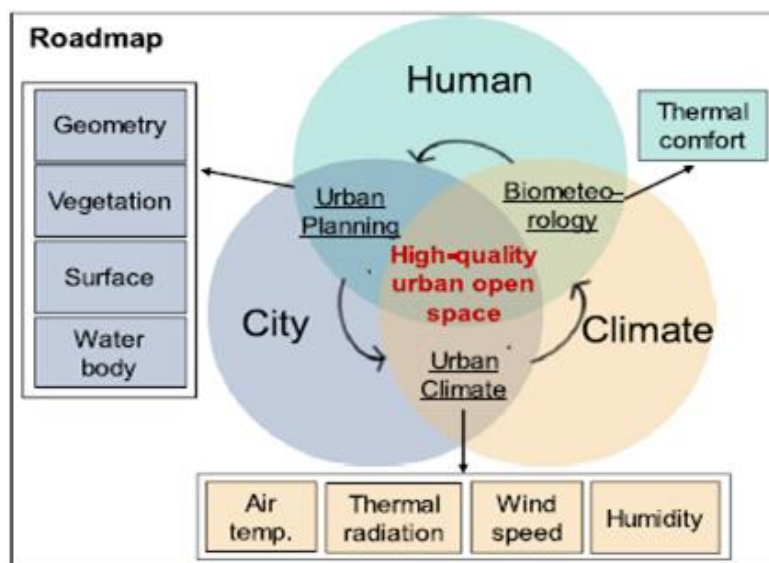 Roadmap
Human
Geometry
Vegetation
Surface
Water
body
Thermal
comfort
Urban
Planning
Biometeo-
rology
High-quality
urban open
space
City
Climate
Urban
Climate
Air
temp.
Thermal
radiation
Wind
speed
Humidity